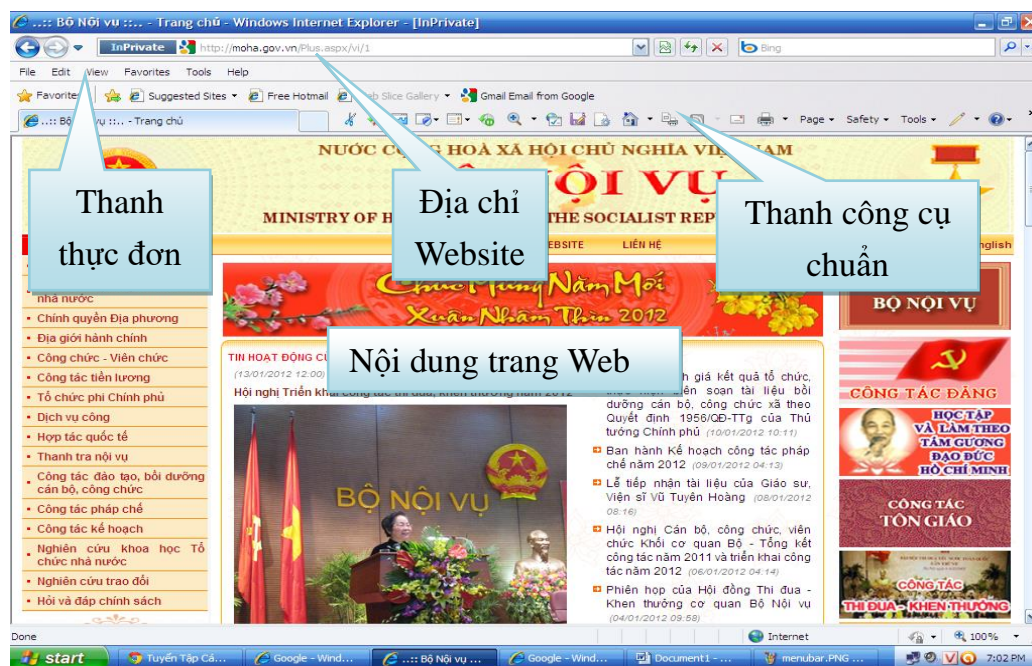 ..:: Bộ Nội vụ ::.. - Trang chủ - Windows Internet Explorer - [InPrivate]
InPrivate http://moha.gov.vn/Plus.aspx/vi/1
Bing
File Edit View Favorites Tools Help
Favorites Suggested Sites Free Hotmail Web Slice Gallery Gmail Email from Google
..:: Bộ Nội vụ ::.. - Trang chủ
Page Safety Tools
NƯỚC CỘNG HOÀ XÃ HỘI CHỦ NGHĨA VIỆT NAM
NỘI VỤ
MINISTRY OF THE SOCIALIST
Thanh
thực đơn
Địa chỉ
Website
Thanh công cụ
chuẩn
WEBSITE LIÊN HỆ English
nhà nước
Chính quyền Địa phương
Địa giới hành chính
Công chức - Viên chức
Công tác tiền lương
Tổ chức phi Chính phủ
Dịch vụ công
Hợp tác quốc tế
Thanh tra nội vụ
Công tác đào tạo, bồi dưỡng
cán bộ, công chức
Công tác pháp chế
Công tác kế hoạch
Nghiên cứu khoa học Tổ
chức nhà nước
Nghiên cứu trao đổi
Hỏi và đáp chính sách
Chúc Mừng Năm Mới
Xuân Nhâm Thìn 2012
Nội dung trang Web
TIN HOẠT ĐỘNG
(13/01/2012 12:00)
Hội nghị Triển khai công tác thi đua, khen thưởng năm 2012
BỘ NỘI VỤ
giá kết quả tổ chức,
soạn tài liệu bồi
dưỡng cán bộ, công chức xã theo
Quyết định 1956/QĐ-TTg của Thủ
tướng Chính phủ (10/01/2012 10:11)
Ban hành Kế hoạch công tác pháp
chế năm 2012 (09/01/2012 04:13)
Lễ tiếp nhận tài liệu của Giáo sư,
Viện sĩ Vũ Tuyên Hoàng (08/01/2012
08:16)
Hội nghị Cán bộ, công chức, viên
chức Khối cơ quan Bộ - Tổng kết
công tác năm 2011 và triển khai công
tác năm 2012 (06/01/2012 04:14)
Phiên họp của Hội đồng Thi đua -
Khen thưởng cơ quan Bộ Nội vụ
(04/01/2012 09:58)
BỘ NỘI VỤ
CÔNG TÁC ĐẢNG
HỌC TẬP
VÀ LÀM THEO
TẤM GƯƠNG
ĐẠO ĐỨC
HỒ CHÍ MINH
CÔNG TÁC
TÔN GIÁO
CÔNG TÁC
THI ĐUA - KHEN THƯỞNG
Done Internet 100%
start Tuyển Tập Cá... Google - Wind... ..:: Bộ Nội vụ ... Google - Wind... Document1 - ... menubar.PNG ... 7:02 PM